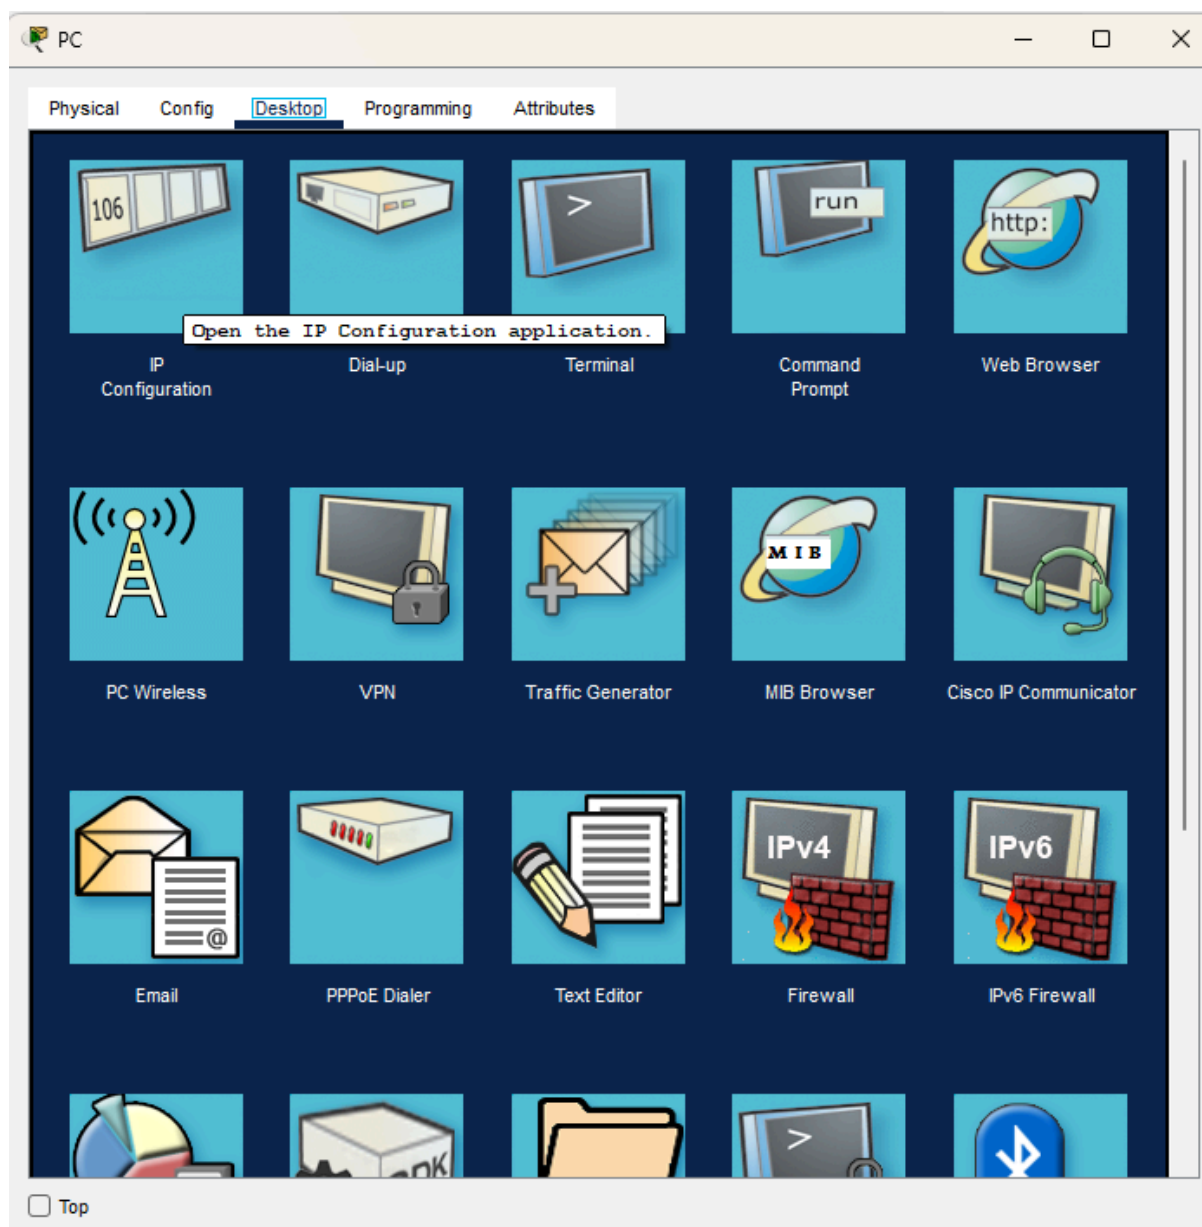 PC
Physical Config Desktop Programming Attributes
106
>
run
http:
Open the IP Configuration application.
IP
Configuration
Dial-up
Terminal
Command
Prompt
Web Browser
MIB
PC Wireless
VPN
Traffic Generator
MIB Browser
Cisco IP Communicator
@
IPv4
IPv6
Email
PPPoE Dialer
Text Editor
Firewall
IPv6 Firewall
>
Top